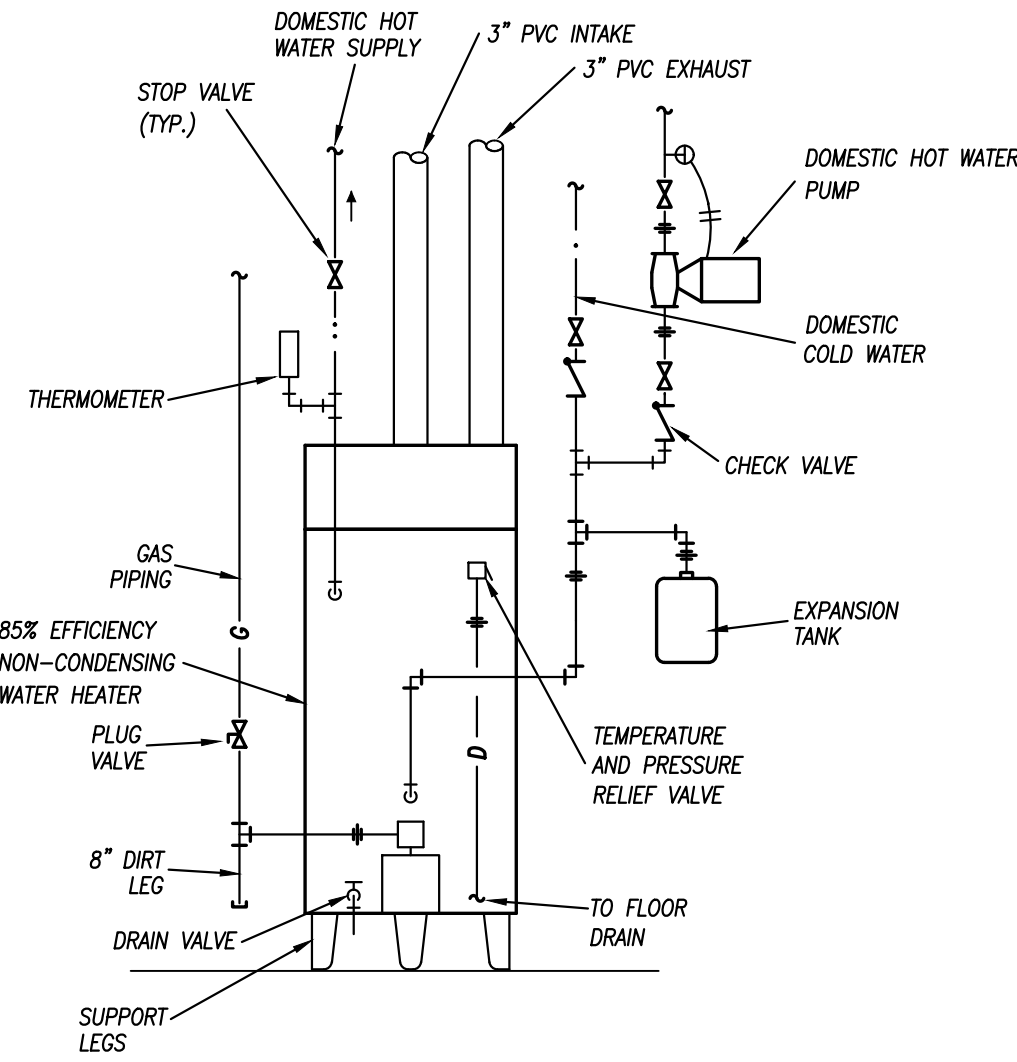 DOMESTIC HOT
WATER SUPPLY
3" PVC INTAKE
3" PVC EXHAUST
STOP VALVE
(TYP.)
DOMESTIC HOT WATER
PUMP
DOMESTIC
COLD WATER
THERMOMETER
CHECK VALVE
GAS
PIPING
G
EXPANSION
TANK
85% EFFICIENCY
NON-CONDENSING
WATER HEATER
PLUG
VALVE
D
TEMPERATURE
AND PRESSURE
RELIEF VALVE
8" DIRT
LEG
TO FLOOR
DRAIN
DRAIN VALVE
SUPPORT
LEGS